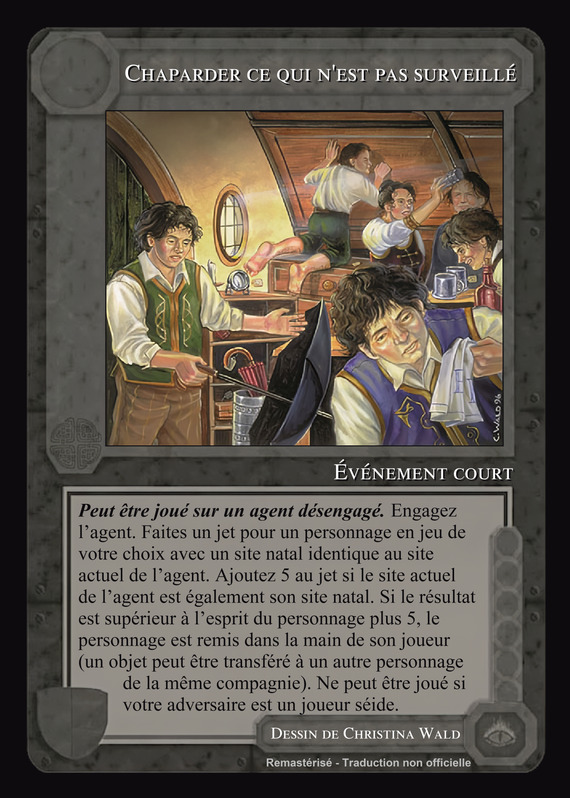 Chaparder ce qui n'est pas surveillé
C. WALD 96
Événement court
Peut être joué sur un agent désengagé. Engagez
l'agent. Faites un jet pour un personnage en jeu de
votre choix avec un site natal identique au site
actuel de l'agent. Ajoutez 5 au jet si le site actuel
de l'agent est également son site natal. Si le résultat
est supérieur à l'esprit du personnage plus 5, le
personnage est remis dans la main de son joueur
(un objet peut être transféré à un autre personnage
de la même compagnie). Ne peut être joué si
votre adversaire est un joueur séide.
Dessin de Christina Wald
Remastérisé - Traduction non officielle